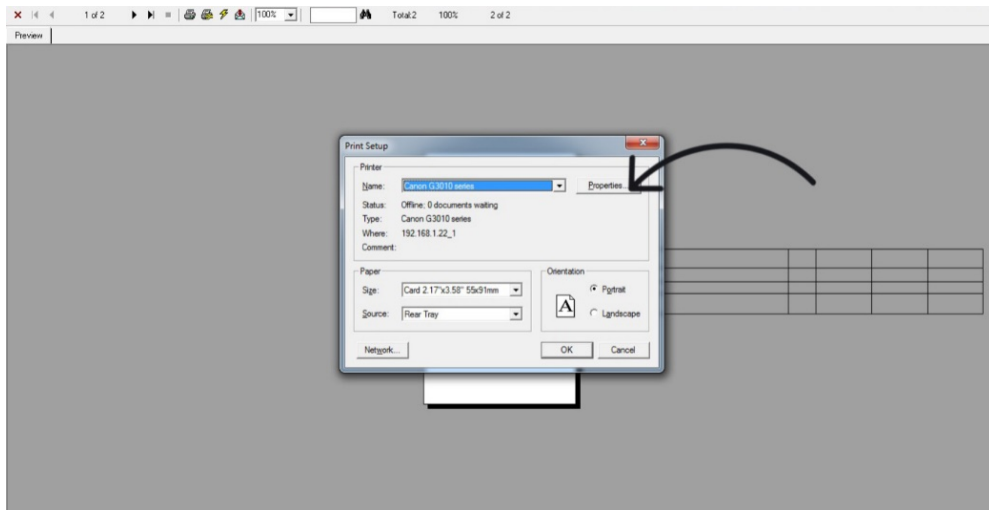 1 of 2 100% Total:2 100% 2 of 2
Preview
Print Setup
Printer
Name: Canon G3010 series Properties...
Status: Offline; 0 documents waiting
Type: Canon G3010 series
Where: 192.168.1.22_1
Comment:
Paper
Size: Card 2.17"x3.58" 55x91mm
Source: Rear Tray
Orientation
A
Portrait
Landscape
Network...
OK Cancel